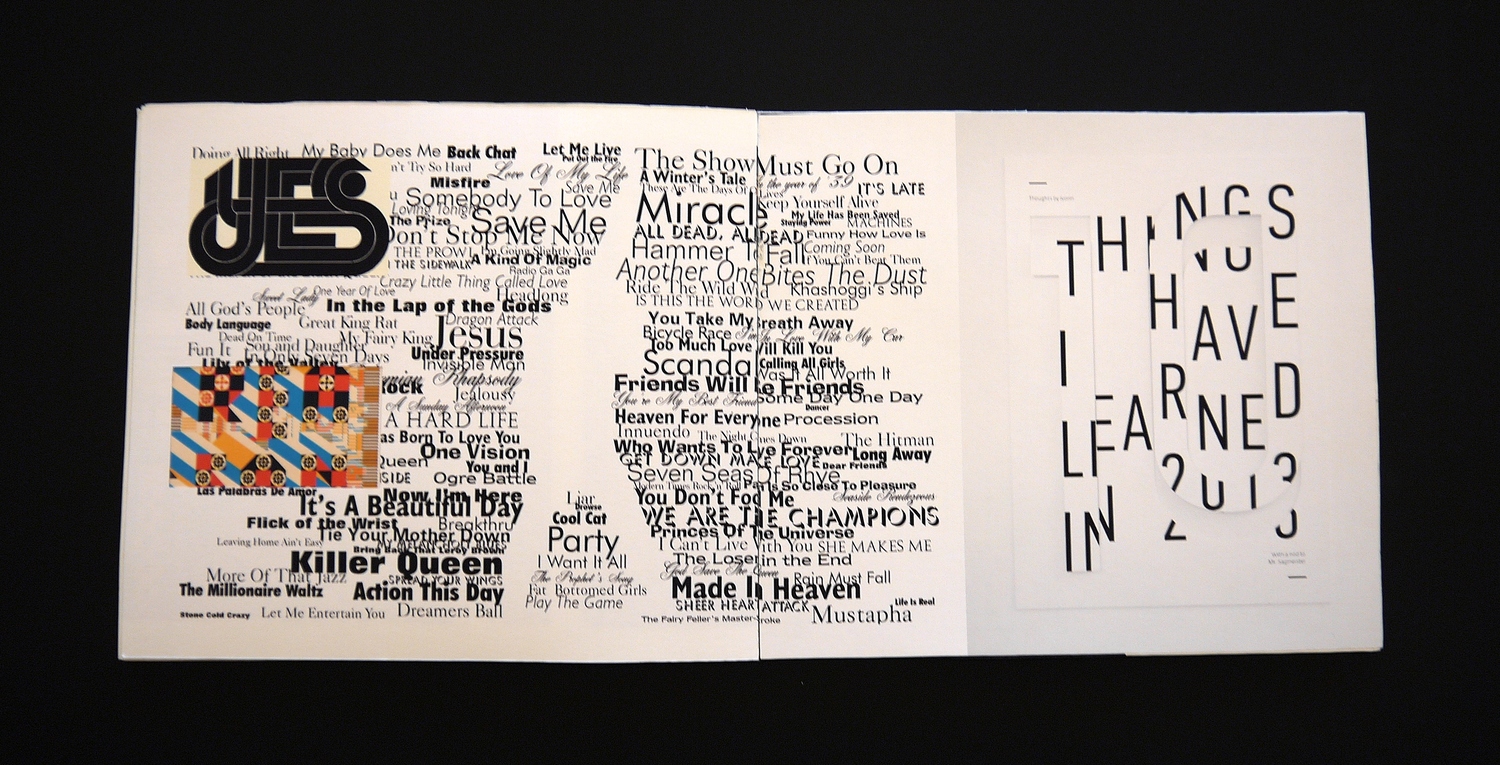 Doing All Right My Baby Does Me Back Chat Let Me Live
Put Out the Fire
n't Try So Hard Love Of My Life
Misfire Save Me
Somebody To Love
Loving Tonight
The Prize Save Me
Don't Stop Me Now
THE PROWL I'm Going Slightly Mad
THE SIDEWALK A Kind Of Magic
Radio Ga Ga
Crazy Little Thing Called Love
Sweet Lady One Year Of Love Headlong
All God's People In the Lap of the Gods
Dragon Attack
Body Language Great King Rat Jesus
Dead On Time My Fairy King
Fun It Son and Daughter Under Pressure
In Only Seven Days Invisible Man
Lily of the Valley
Rhapsody
Jealousy
A Sunday Afternoon
A HARD LIFE
as Born To Love You
One Vision
Queen You and I
SIDE Ogre Battle
Las Palabras De Amor Now I'm Here
It's A Beautiful Day
Flick of the Wrist Breakthru
Leaving Home Ain't Easy Tie Your Mother Down
Bring Back That Leroy Brown
Killer Queen
More Of That Jazz SPREAD YOUR WINGS
The Millionaire Waltz Action This Day
Stone Cold Crazy Let Me Entertain You Dreamers Ball
Liar
Drowse
Cool Cat
Party
I Want It All
The Prophet's Song
Fat Bottomed Girls
Play The Game
The Show Must Go On
A Winter's Tale the year of '39 IT'S LATE
These Are The Days Of Lives
Keep Yourself Alive
Miracle My Life Has Been Saved
Staying Power MACHINES
ALL DEAD, ALL DEAD Funny How Love Is
Hammer To Fall Coming Soon
If You Can't Beat Them
Another One Bites The Dust
Ride The Wild Wind Khashoggi's Ship
IS THIS THE WORLD WE CREATED
You Take My Breath Away
Bicycle Race I'm In Love With My Car
Too Much Love Will Kill You
Scandal Calling All Girls
Was It All Worth It
Friends Will be Friends
You're My Best Friend Some Day One Day
Dancer
Heaven For Everyone Procession
Innuendo The Night Comes Down The Hitman
Who Wants To Live Forever Long Away
GET DOWN MAKE LOVE Dear Friends
Seven Seas Of Rhye
Modern Times Rock'n'Roll Party Is So Close To Pleasure
You Don't Fool Me Seaside Rendezvous
WE ARE THE CHAMPIONS
Princes Of The Universe
I Can't Live With You SHE MAKES ME
The Loser in the End
God Save The Queen Rain Must Fall
Made In Heaven
SHEER HEART ATTACK Mustapha Life Is Real
The Fairy Feller's Master-Stroke
YES
THINGS
I HAVE
LEARNED
IN 2013